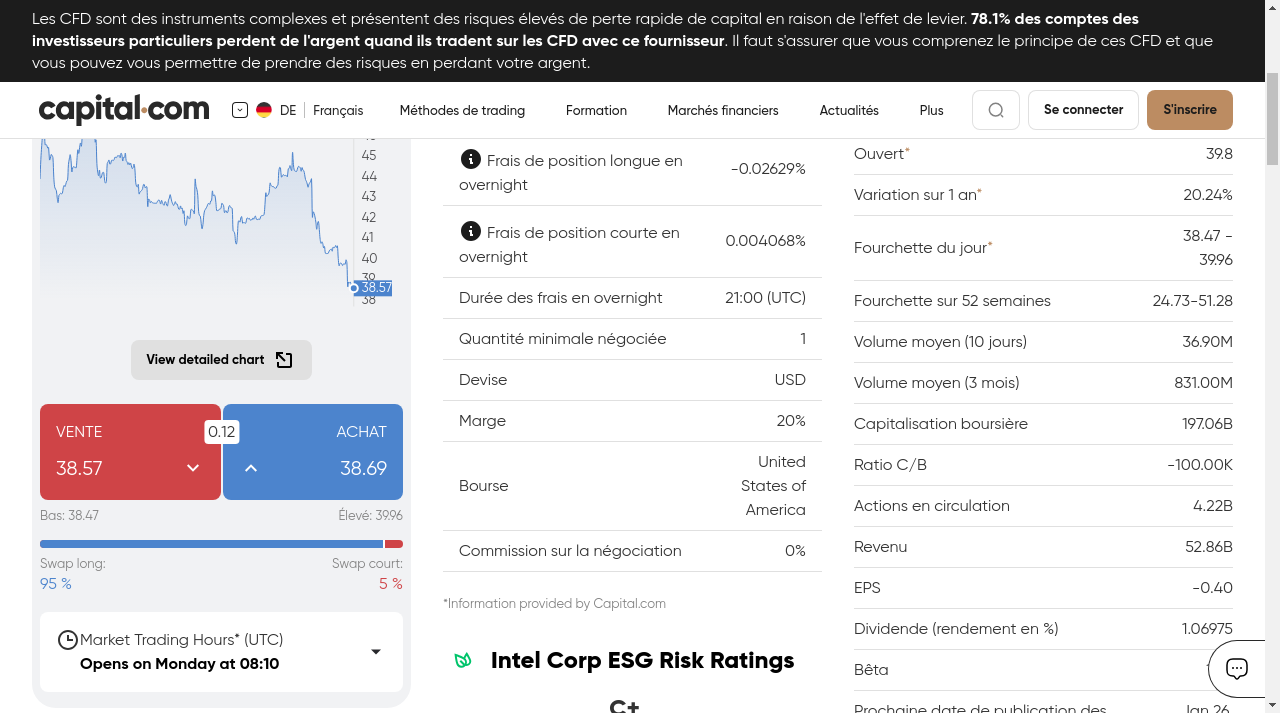 Les CFD sont des instruments complexes et présentent des risques élevés de perte rapide de capital en raison de l'effet de levier. 78.1% des comptes des
investisseurs particuliers perdent de l'argent quand ils tradent sur les CFD avec ce fournisseur. Il faut s'assurer que vous comprenez le principe de ces CFD et que
vous pouvez vous permettre de prendre des risques en perdant votre argent.
capital.com
DE
Français
Méthodes de trading
Formation
Marchés financiers
Actualités
Plus
Se connecter
S'inscrire
45
44
43
42
41
40
39
38.57
38
View detailed chart
VENTE
0.12
ACHAT
38.57
38.69
Bas: 38.47
Élevé: 39.96
Swap long:
Swap court:
95 %
5 %
Market Trading Hours* (UTC)
Opens on Monday at 08:10
Frais de position longue en
overnight
-0.02629%
Frais de position courte en
overnight
0.004068%
Durée des frais en overnight
21:00 (UTC)
Quantité minimale négociée
1
Devise
USD
Marge
20%
Bourse
United
States of
America
Commission sur la négociation
0%
*Information provided by Capital.com
Intel Corp ESG Risk Ratings
C+
Ouvert*
39.8
Variation sur 1 an*
20.24%
Fourchette du jour*
38.47 -
39.96
Fourchette sur 52 semaines
24.73-51.28
Volume moyen (10 jours)
36.90M
Volume moyen (3 mois)
831.00M
Capitalisation boursière
197.06B
Ratio C/B
-100.00K
Actions en circulation
4.22B
Revenu
52.86B
EPS
-0.40
Dividende (rendement en %)
1.06975
Bêta
Prochaine date de publication des
Jan 26,